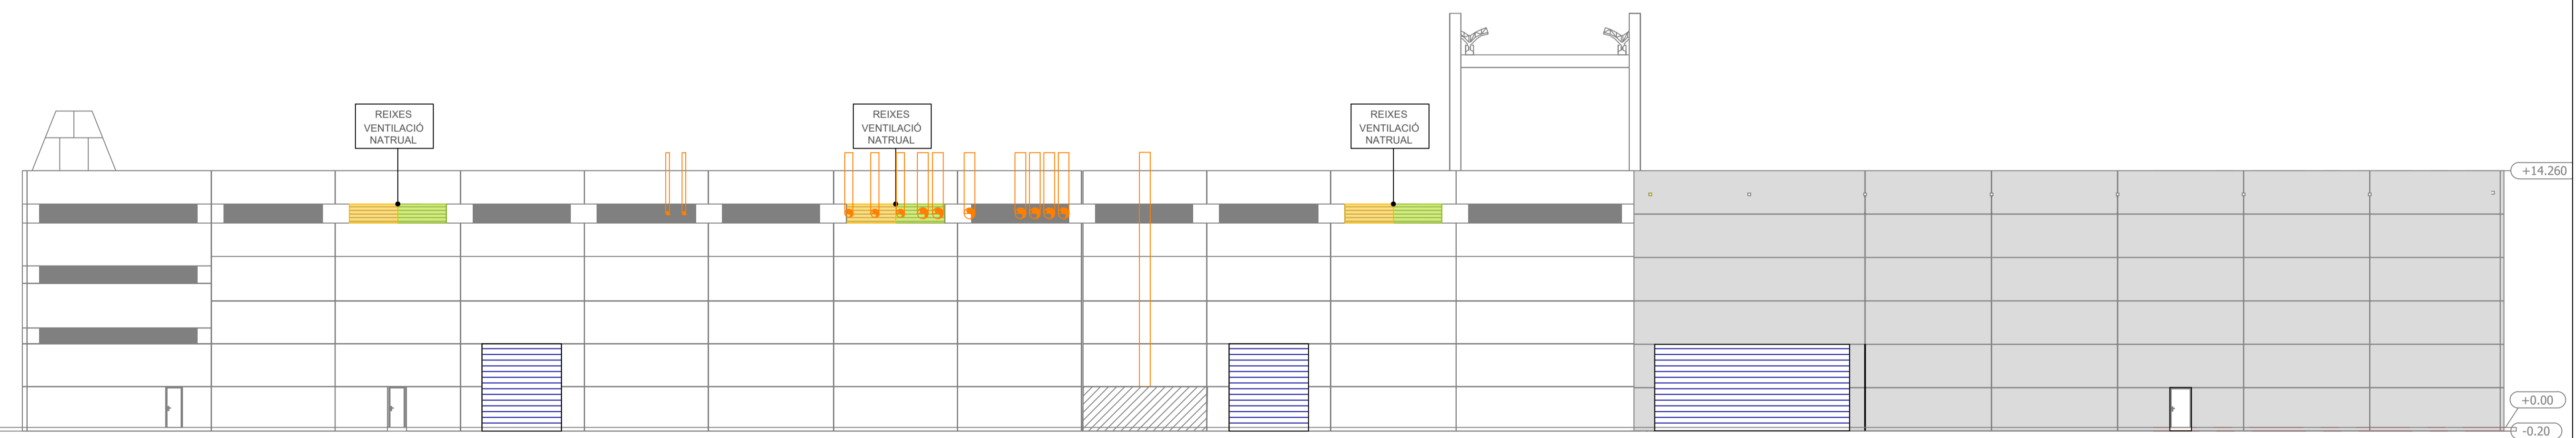 REIXES
VENTILACIÓ
NATRUAL
REIXES
VENTILACIÓ
NATRUAL
REIXES
VENTILACIÓ
NATRUAL
+14.260
+0.00
-0.20